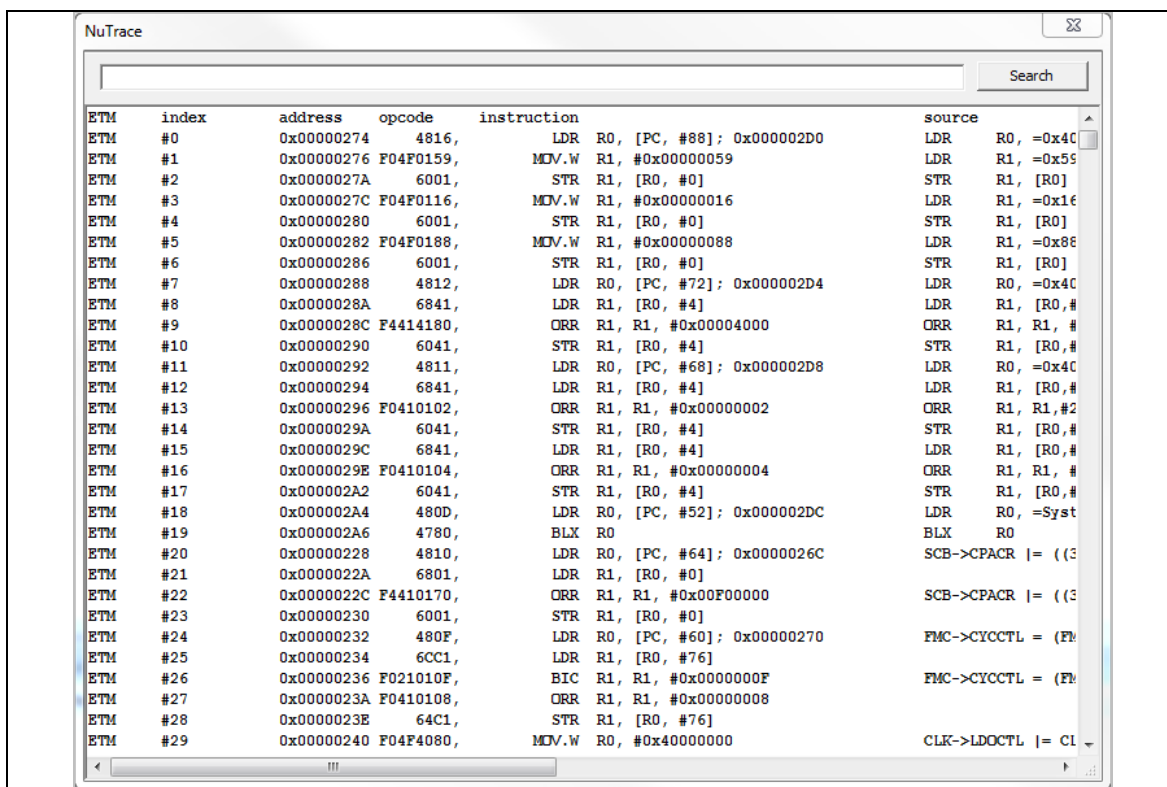 NuTrace
Search
ETM index address opcode instruction source
ETM #0 0x00000274 4816, LDR R0, [PC, #88]; 0x000002D0 LDR R0, =0x40
ETM #1 0x00000276 F04F0159, MOV.W R1, #0x00000059 LDR R1, =0x59
ETM #2 0x0000027A 6001, STR R1, [R0, #0] STR R1, [R0]
ETM #3 0x0000027C F04F0116, MOV.W R1, #0x00000016 LDR R1, =0x16
ETM #4 0x00000280 6001, STR R1, [R0, #0] STR R1, [R0]
ETM #5 0x00000282 F04F0188, MOV.W R1, #0x00000088 LDR R1, =0x88
ETM #6 0x00000286 6001, STR R1, [R0, #0] STR R1, [R0]
ETM #7 0x00000288 4812, LDR R0, [PC, #72]; 0x000002D4 LDR R0, =0x40
ETM #8 0x0000028A 6841, LDR R1, [R0, #4] LDR R1, [R0,#
ETM #9 0x0000028C F4414180, ORR R1, R1, #0x00004000 ORR R1, R1, #
ETM #10 0x00000290 6041, STR R1, [R0, #4] STR R1, [R0,#
ETM #11 0x00000292 4811, LDR R0, [PC, #68]; 0x000002D8 LDR R0, =0x40
ETM #12 0x00000294 6841, LDR R1, [R0, #4] LDR R1, [R0,#
ETM #13 0x00000296 F0410102, ORR R1, R1, #0x00000002 ORR R1, R1,#2
ETM #14 0x0000029A 6041, STR R1, [R0, #4] STR R1, [R0,#
ETM #15 0x0000029C 6841, LDR R1, [R0, #4] LDR R1, [R0,#
ETM #16 0x0000029E F0410104, ORR R1, R1, #0x00000004 ORR R1, R1, #
ETM #17 0x000002A2 6041, STR R1, [R0, #4] STR R1, [R0,#
ETM #18 0x000002A4 480D, LDR R0, [PC, #52]; 0x000002DC LDR R0, =Syst
ETM #19 0x000002A6 4780, BLX R0 BLX R0
ETM #20 0x00000228 4810, LDR R0, [PC, #64]; 0x0000026C SCB->CPACR |= ((3
ETM #21 0x0000022A 6801, LDR R1, [R0, #0]
ETM #22 0x0000022C F4410170, ORR R1, R1, #0x00F00000 SCB->CPACR |= ((3
ETM #23 0x00000230 6001, STR R1, [R0, #0]
ETM #24 0x00000232 480F, LDR R0, [PC, #60]; 0x00000270 FMC->CYCCTL = (FM
ETM #25 0x00000234 6CC1, LDR R1, [R0, #76]
ETM #26 0x00000236 F021010F, BIC R1, R1, #0x0000000F FMC->CYCCTL = (FM
ETM #27 0x0000023A F0410108, ORR R1, R1, #0x00000008
ETM #28 0x0000023E 64C1, STR R1, [R0, #76]
ETM #29 0x00000240 F04F4080, MOV.W R0, #0x40000000 CLK->LDOCTL |= CL